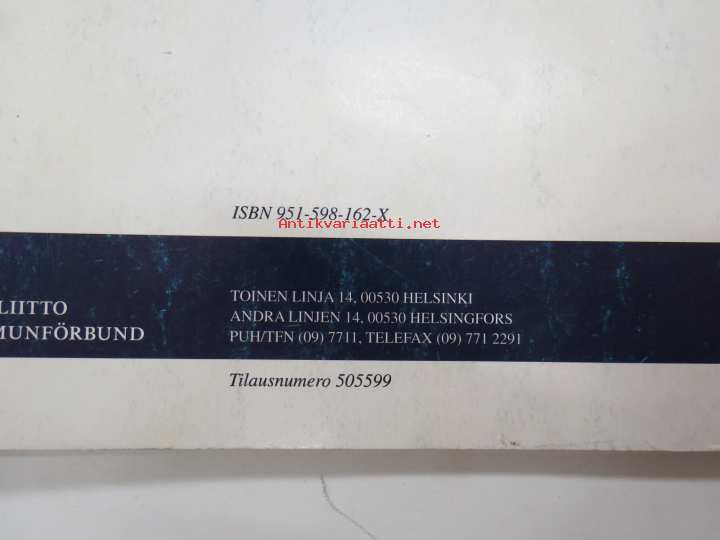 ISBN 951-598-162-X
Antikvariaatti.net
LIITTO
MUNFÖRBUND
TOINEN LINJA 14, 00530 HELSINKI
ANDRA LINJEN 14, 00530 HELSINGFORS
PUH/TFN (09) 7711, TELEFAX (09) 771 2291
Tilausnumero 505599